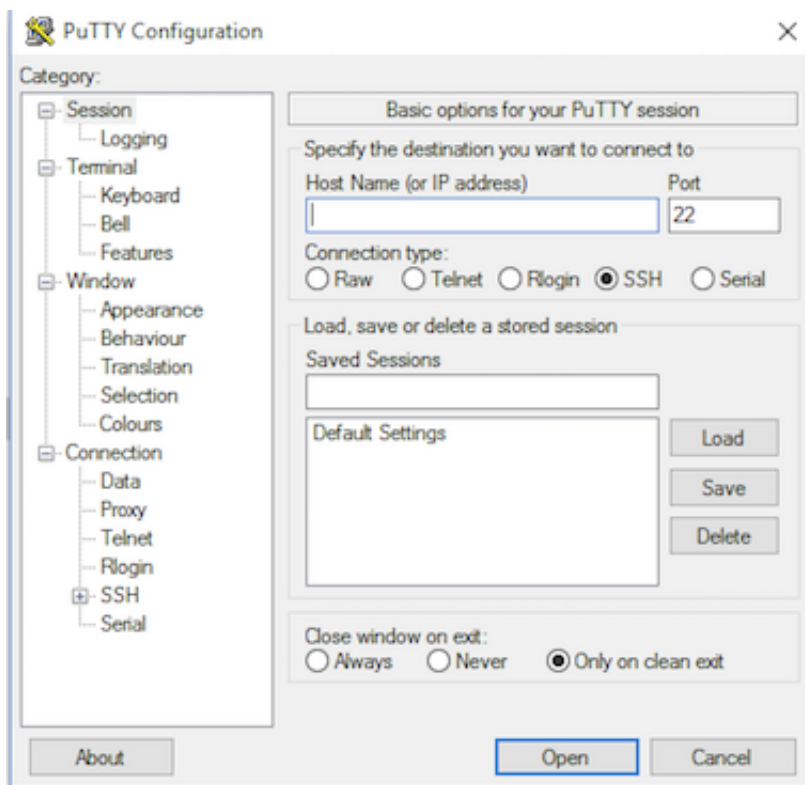 PuTTY Configuration
Category:
Session
Logging
Terminal
Keyboard
Bell
Features
Window
Appearance
Behaviour
Translation
Selection
Colours
Connection
Data
Proxy
Telnet
Rlogin
SSH
Serial
Basic options for your PuTTY session
Specify the destination you want to connect to
Host Name (or IP address) Port
22
Connection type:
Raw Telnet Rlogin SSH Serial
Load, save or delete a stored session
Saved Sessions
Default Settings
Load
Save
Delete
Close window on exit:
Always Never Only on clean exit
About Open Cancel